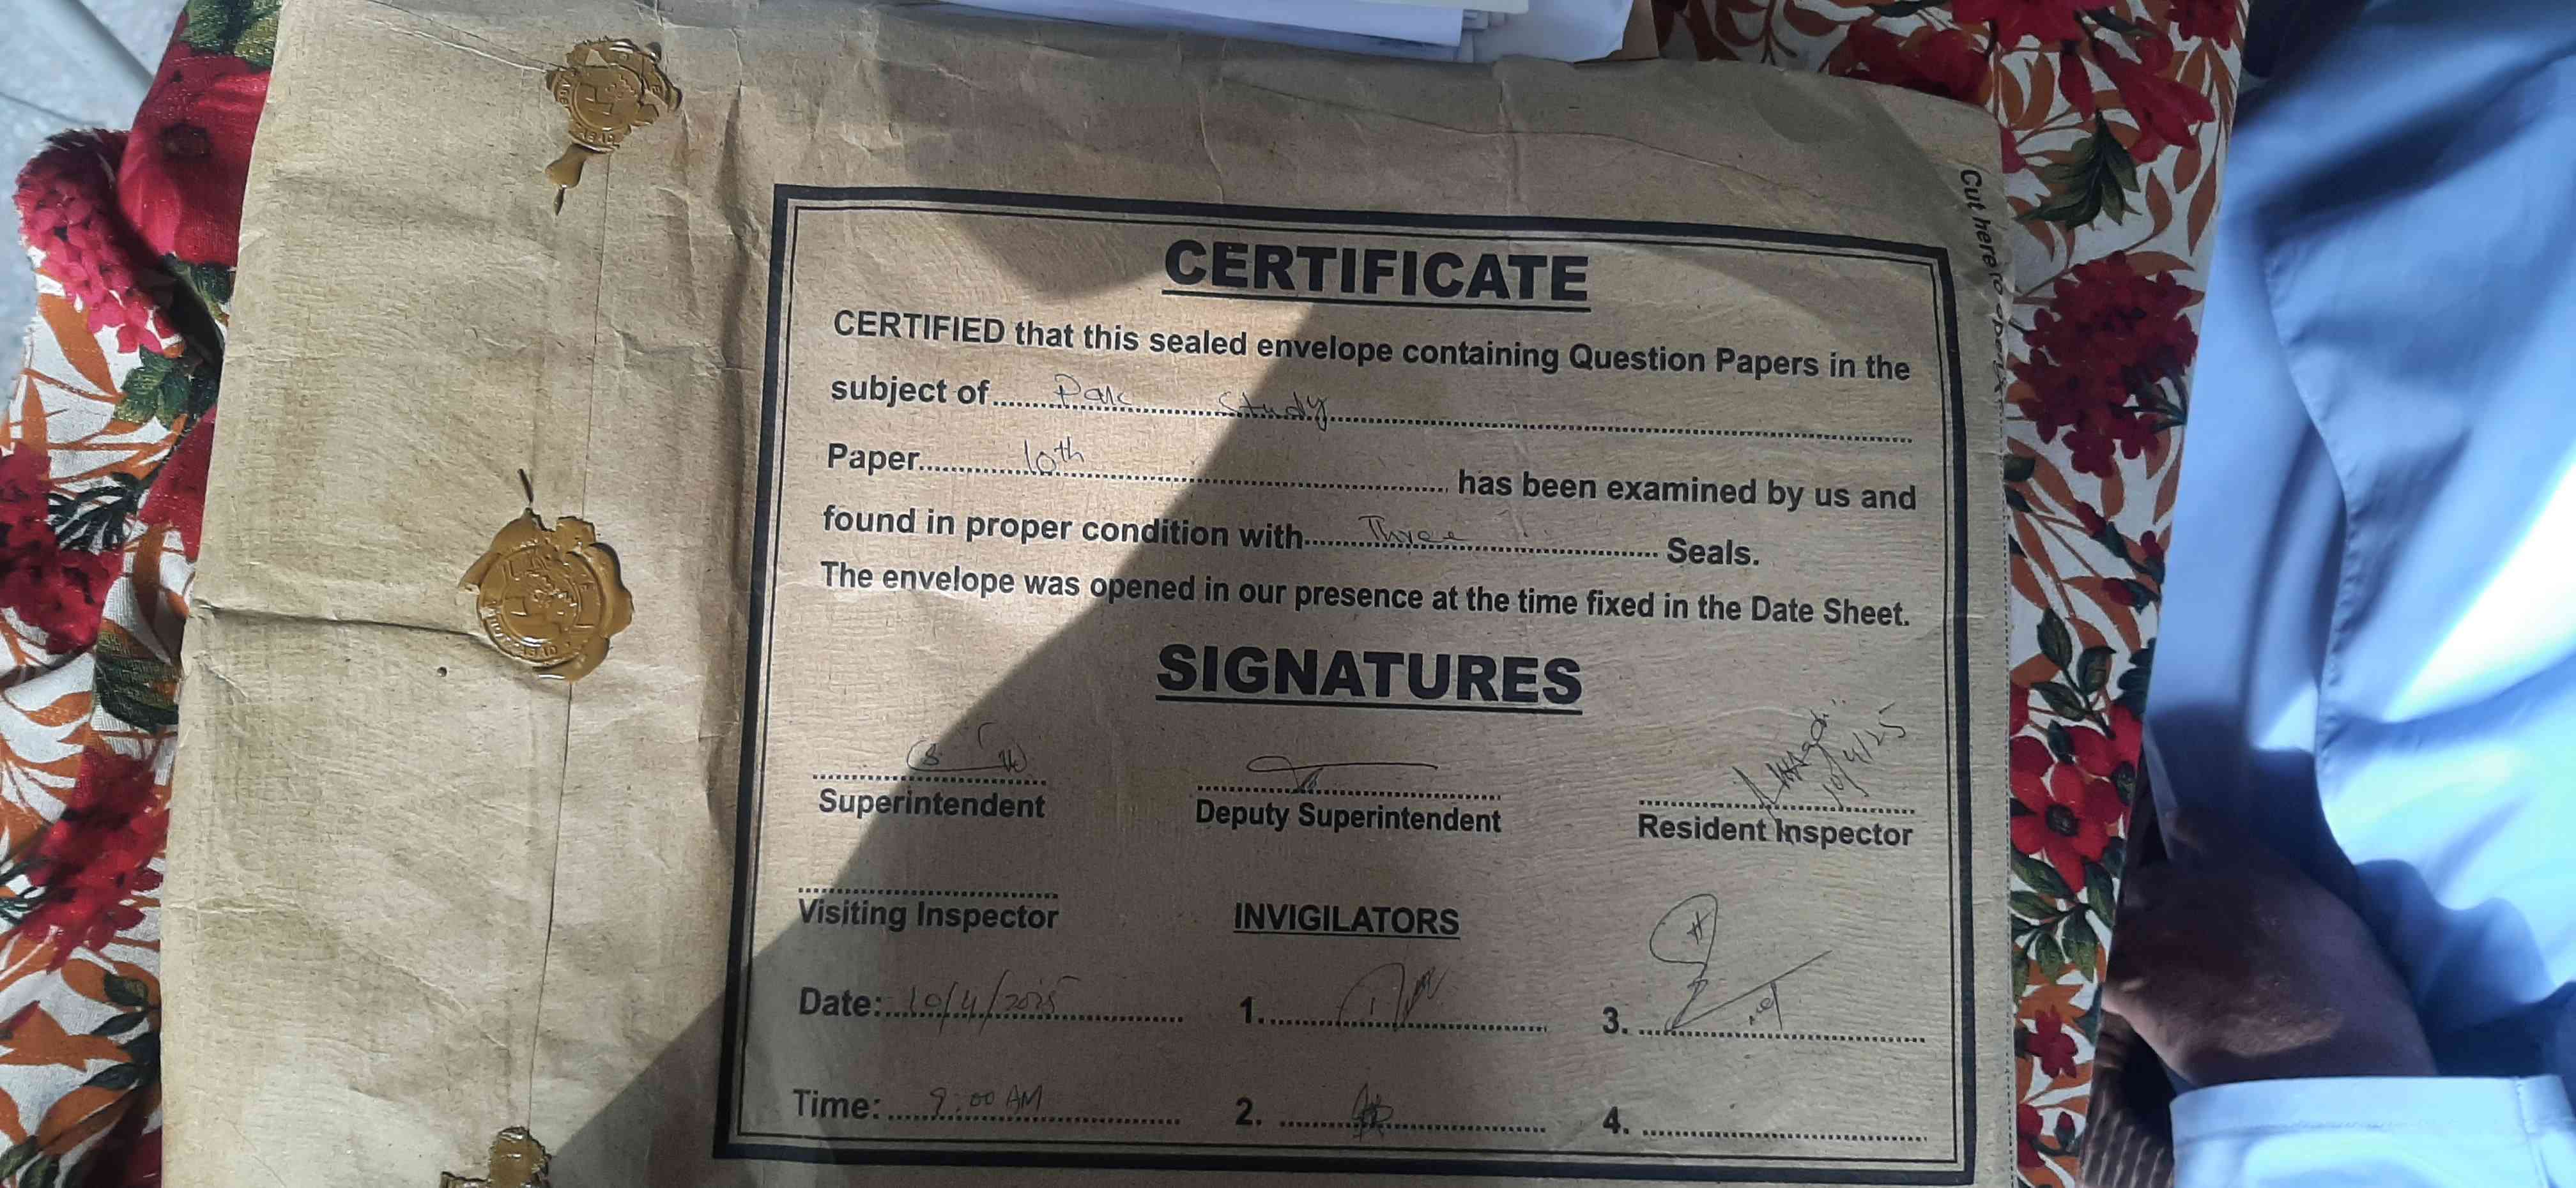 CERTIFICATE
CERTIFIED that this sealed envelope containing Question Papers in the
subject of Pak Study
Paper 10th has been examined by us and
found in proper condition with Three Seals.
The envelope was opened in our presence at the time fixed in the Date Sheet.
SIGNATURES
Superintendent Deputy Superintendent Resident Inspector
10/4/25
Visiting Inspector INVIGILATORS
Date: 10/4/2025 1. 3.
Time: 9:00 AM 2. 4.
Cut here to open